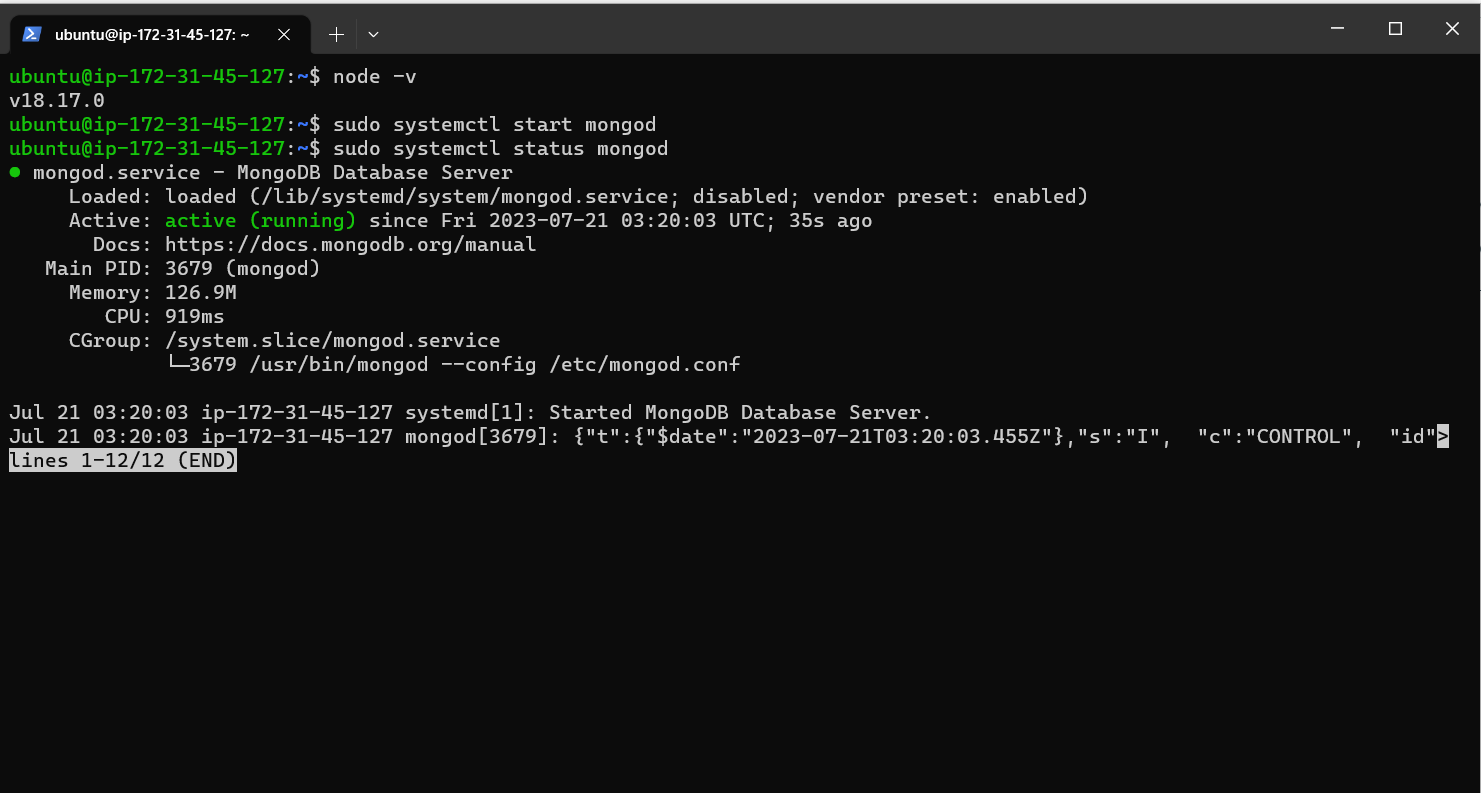 ubuntu@ip-172-31-45-127: ~
ubuntu@ip-172-31-45-127:~$ node -v
v18.17.0
ubuntu@ip-172-31-45-127:~$ sudo systemctl start mongod
ubuntu@ip-172-31-45-127:~$ sudo systemctl status mongod
● mongod.service - MongoDB Database Server
     Loaded: loaded (/lib/systemd/system/mongod.service; disabled; vendor preset: enabled)
     Active: active (running) since Fri 2023-07-21 03:20:03 UTC; 35s ago
       Docs: https://docs.mongodb.org/manual
   Main PID: 3679 (mongod)
     Memory: 126.9M
        CPU: 919ms
     CGroup: /system.slice/mongod.service
             └─3679 /usr/bin/mongod --config /etc/mongod.conf
Jul 21 03:20:03 ip-172-31-45-127 systemd[1]: Started MongoDB Database Server.
Jul 21 03:20:03 ip-172-31-45-127 mongod[3679]: {"t":{"$date":"2023-07-21T03:20:03.455Z"},"s":"I",  "c":"CONTROL",  "id">
lines 1-12/12 (END)